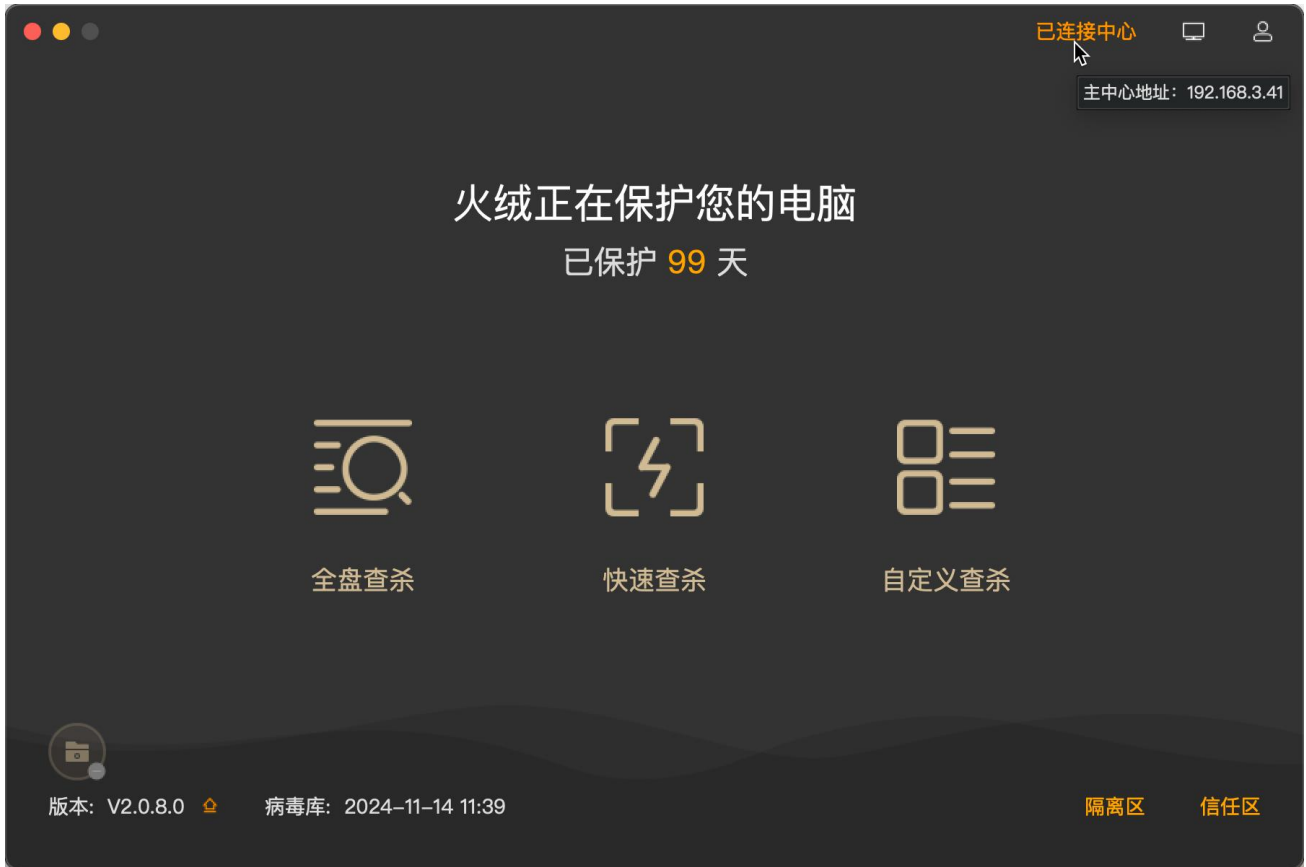 已连接中心
主中心地址：192.168.3.41
火绒正在保护您的电脑
已保护 99 天
全盘查杀 快速查杀 自定义查杀
版本: V2.0.8.0 病毒库: 2024-11-14 11:39 隔离区 信任区